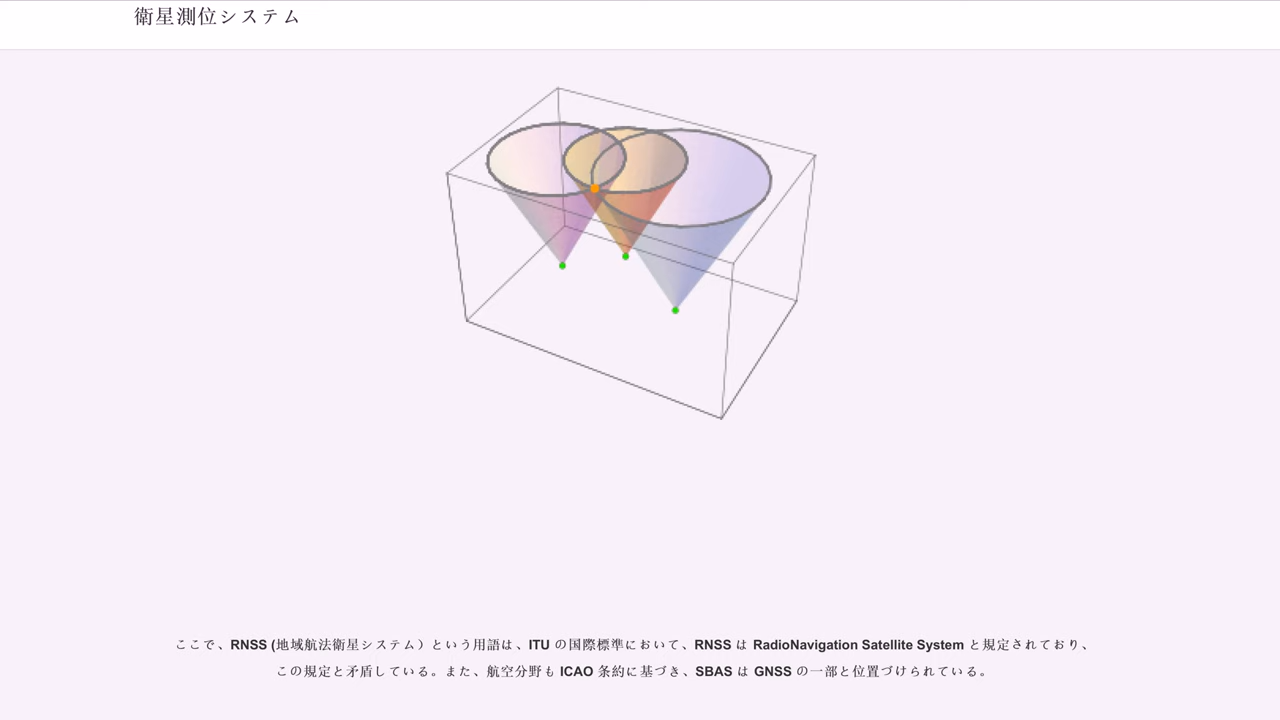 衛星測位システム
ここで、RNSS (地域航法衛星システム）という用語は、ITU の国際標準において、RNSS は RadioNavigation Satellite System と規定されており、
この規定と矛盾している。また、航空分野も ICAO 条約に基づき、SBAS は GNSS の一部と位置づけられている。